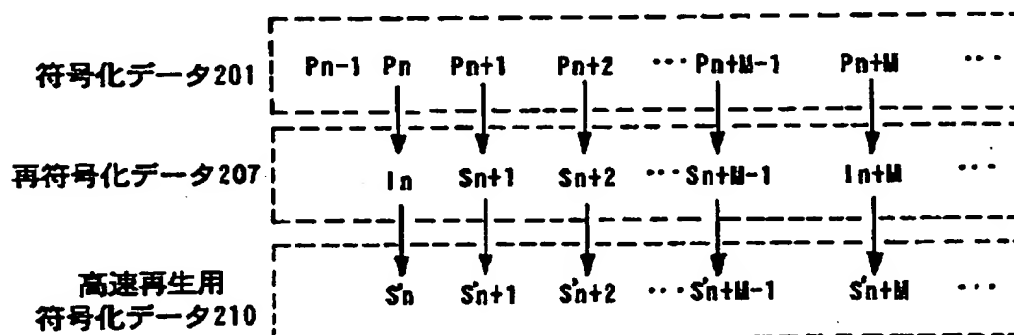 符号化データ201 Pn-1 Pn Pn+1 Pn+2 ··· Pn+M-1 Pn+M ···
再符号化データ207 In Sn+1 Sn+2 ··· Sn+M-1 In+M ···
高速再生用
符号化データ210 S'n S'n+1 S'n+2 ··· S'n+M-1 S'n+M ···